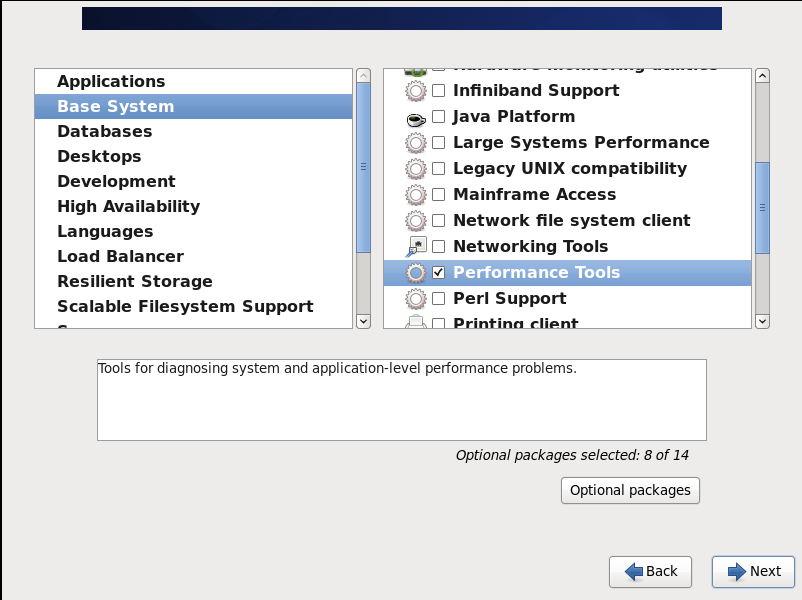 Applications
Base System
Databases
Desktops
Development
High Availability
Languages
Load Balancer
Resilient Storage
Scalable Filesystem Support
Hardware monitoring utilities
Infiniband Support
Java Platform
Large Systems Performance
Legacy UNIX compatibility
Mainframe Access
Network file system client
Networking Tools
Performance Tools
Perl Support
Printing client
Tools for diagnosing system and application-level performance problems.
Optional packages selected: 8 of 14
Optional packages
Back
Next